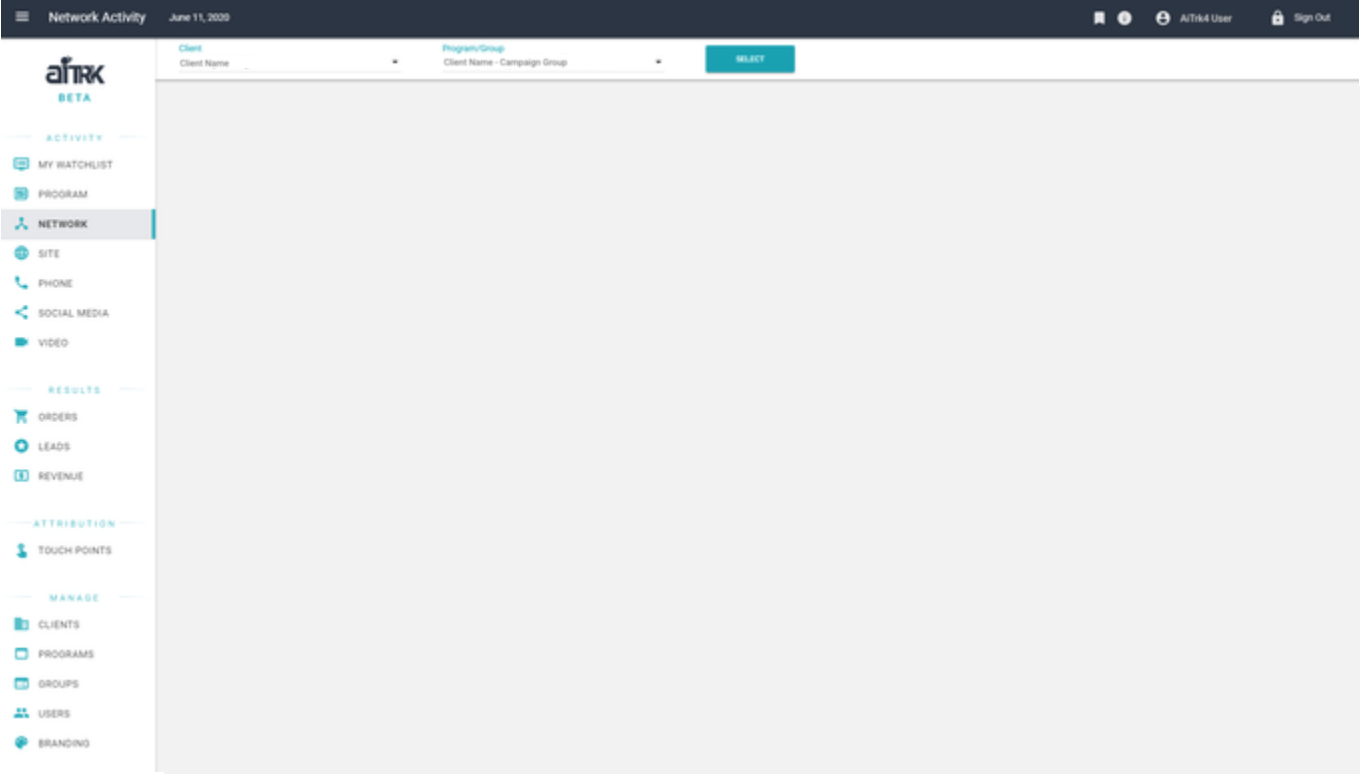 Network Activity June 11, 2020 AiTrk4 User Sign Out
aiTRK
BETA
Client
Client Name
Program/Group
Client Name - Campaign Group
SELECT
ACTIVITY
MY WATCHLIST
PROGRAM
NETWORK
SITE
PHONE
SOCIAL MEDIA
VIDEO
RESULTS
ORDERS
LEADS
REVENUE
ATTRIBUTION
TOUCH POINTS
MANAGE
CLIENTS
PROGRAMS
GROUPS
USERS
BRANDING